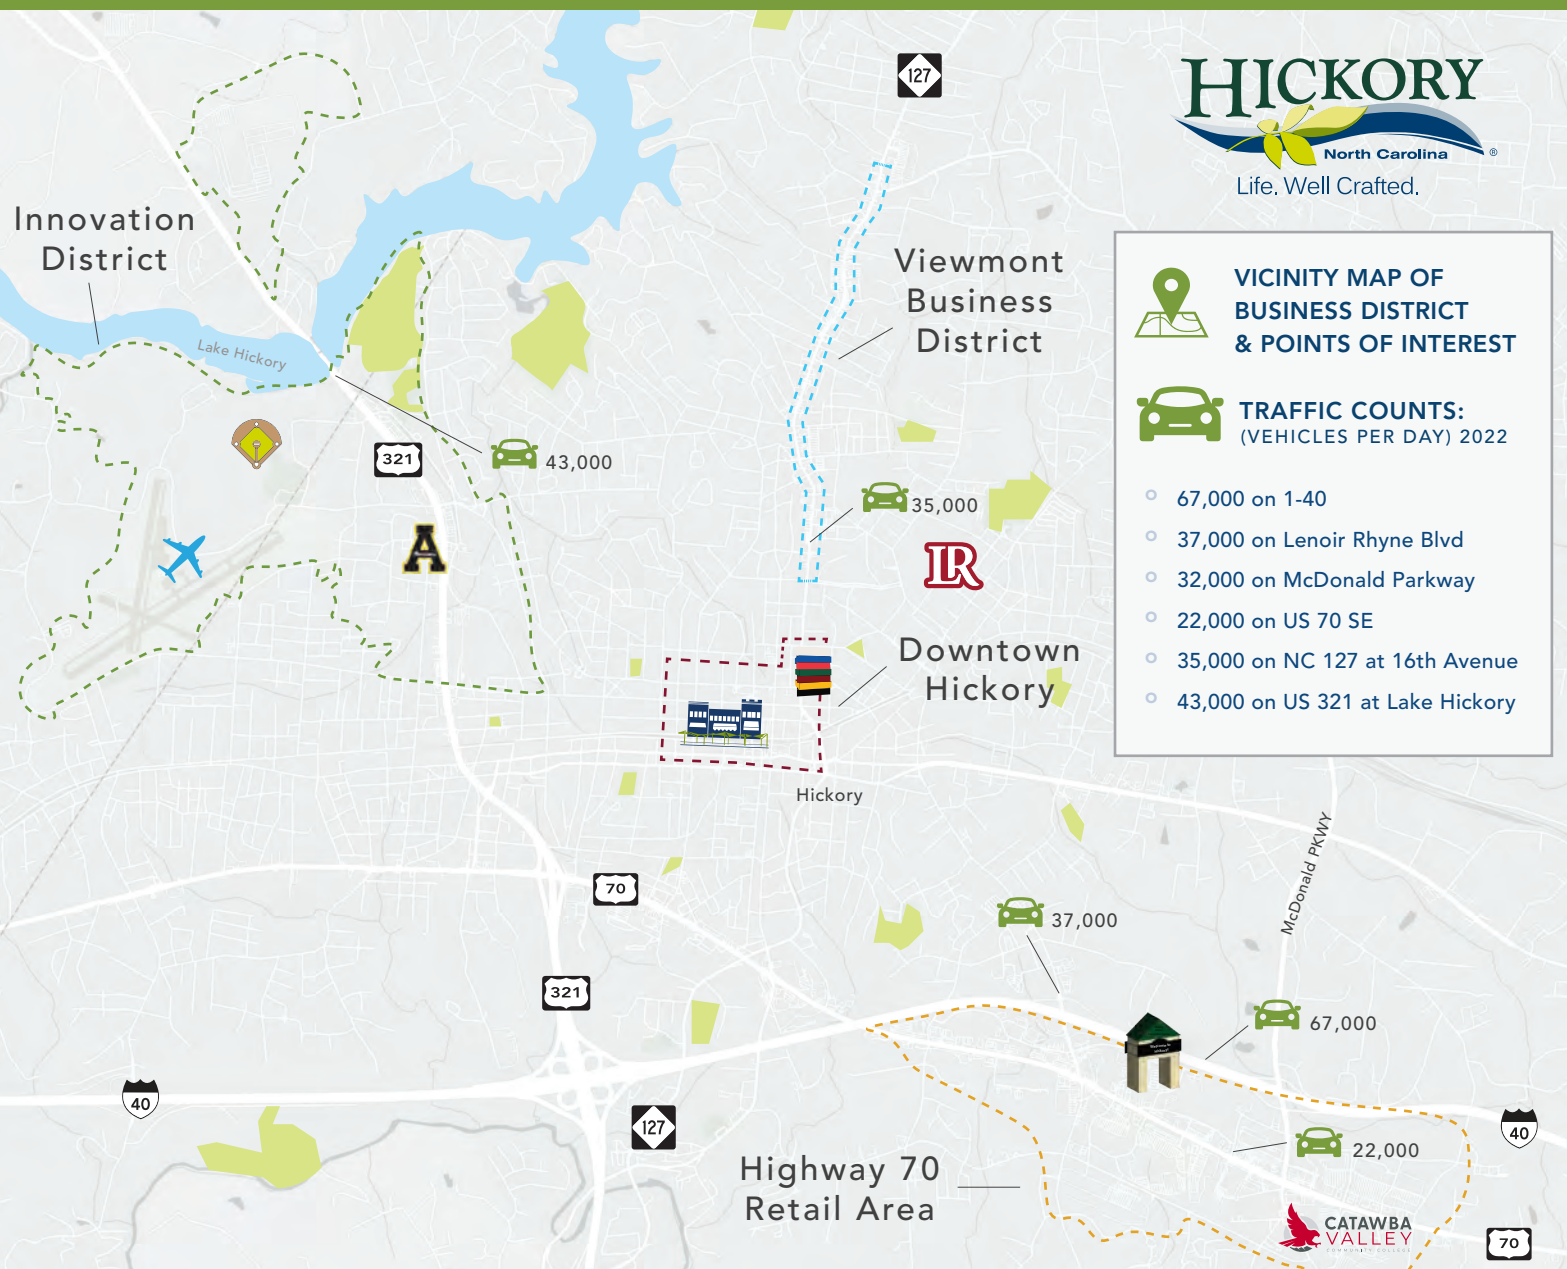 127
HICKORY
North Carolina
®
Life. Well Crafted.
Innovation
District
Viewmont
Business
District
VICINITY MAP OF
BUSINESS DISTRICT
& POINTS OF INTEREST
Lake Hickory
TRAFFIC COUNTS:
(VEHICLES PER DAY) 2022
321
43,000
35,000
67,000 on 1-40
37,000 on Lenoir Rhyne Blvd
32,000 on McDonald Parkway
22,000 on US 70 SE
35,000 on NC 127 at 16th Avenue
43,000 on US 321 at Lake Hickory
A
LR
Downtown
Hickory
Hickory
McDonald PKWY
70
37,000
321
67,000
40
127
40
22,000
Highway 70
Retail Area
CATAWBA
VALLEY
COMMUNITY COLLEGE
70